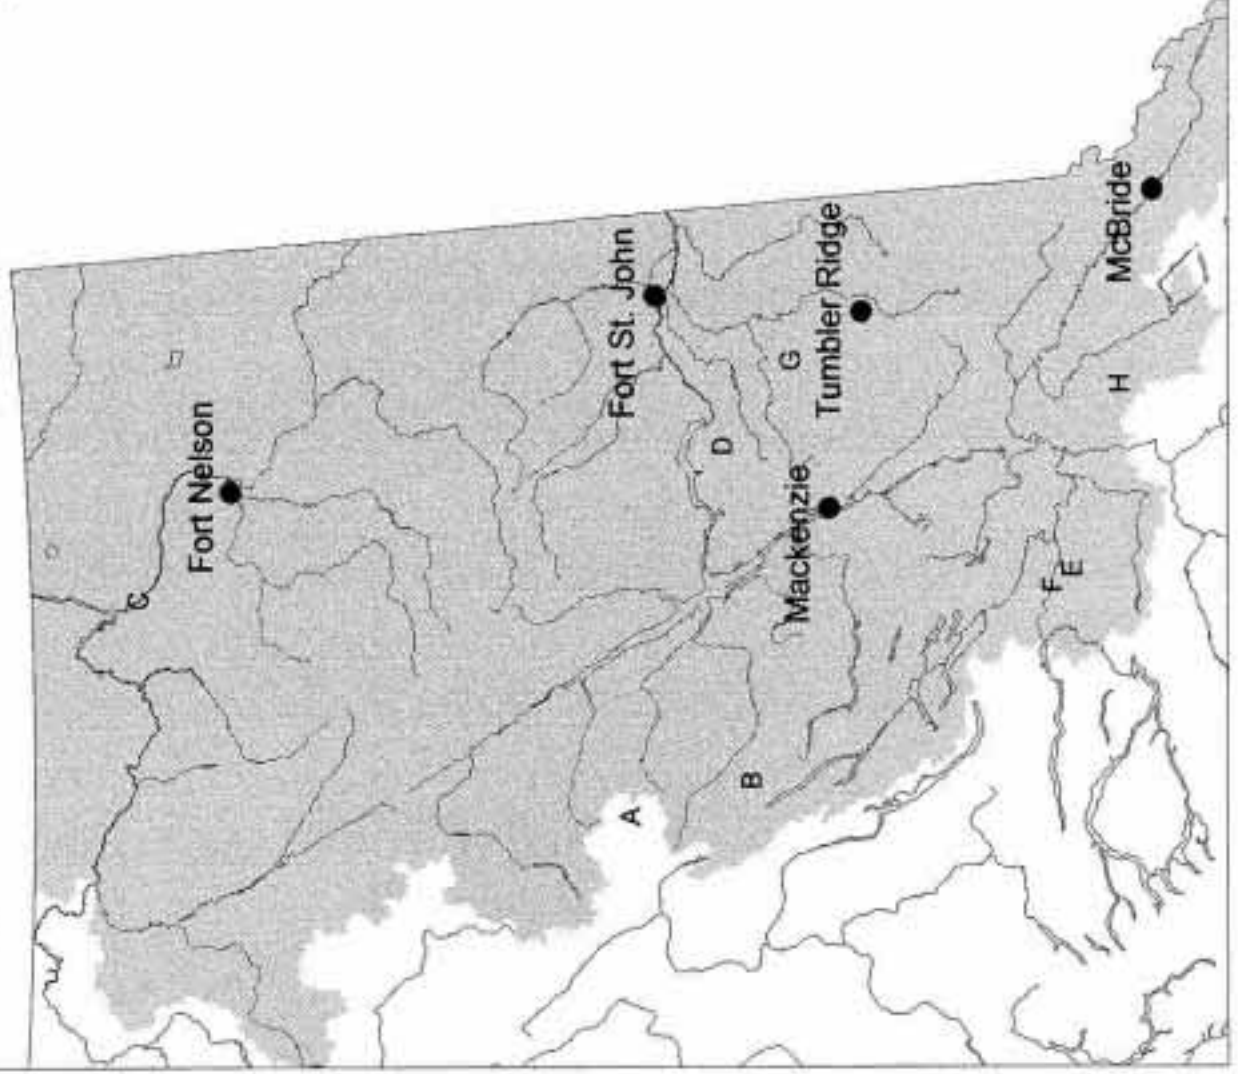 Fort Nelson
C
Fort St. John
A
B
D
G
Tumbler Ridge
Mackenzie
F
E
H
McBride